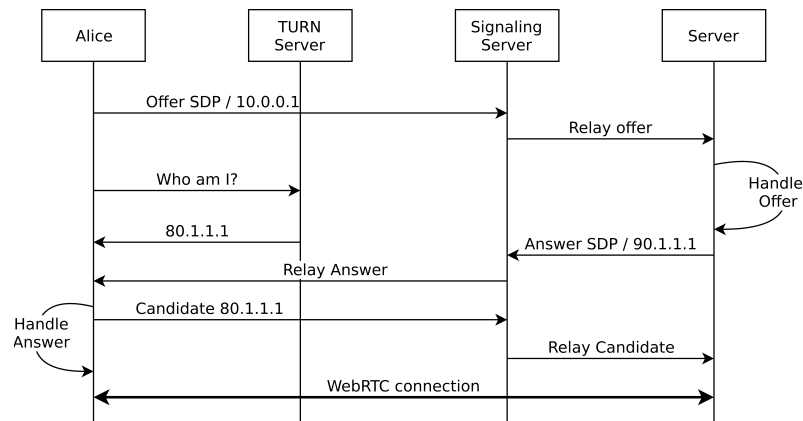 Alice
TURN
Server
Signaling
Server
Server
Offer SDP / 10.0.0.1
Relay offer
Who am I?
Handle
Offer
80.1.1.1
Answer SDP / 90.1.1.1
Relay Answer
Candidate 80.1.1.1
Handle
Answer
Relay Candidate
WebRTC connection